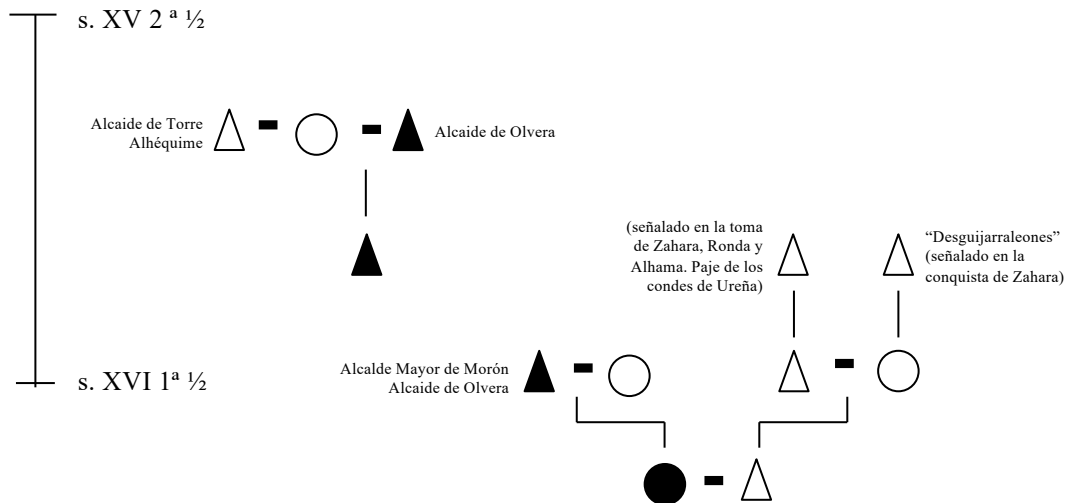 s. XV 2 ª ½
Alcaide de Torre
Alhéquime
Alcaide de Olvera
(señalado en la toma
de Zahara, Ronda y
Alhama. Paje de los
condes de Ureña)
“Desguijarraleones”
(señalado en la
conquista de Zahara)
Alcalde Mayor de Morón
Alcaide de Olvera
s. XVI 1ª ½